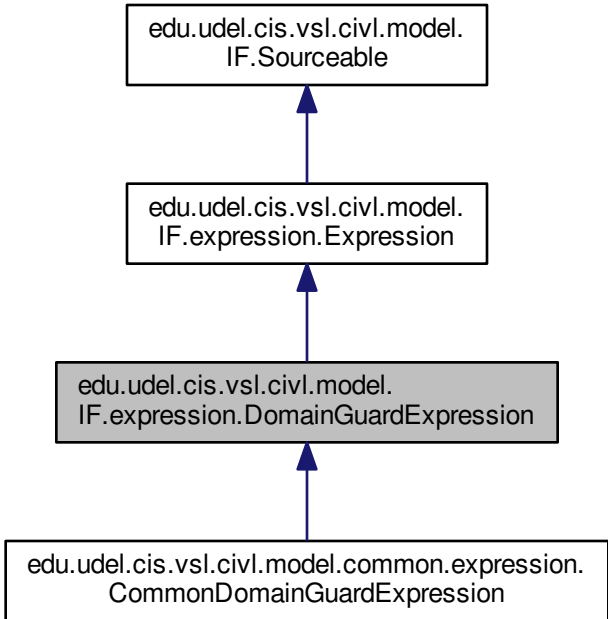 edu.udel.cis.vsl.civl.model.
IF.Sourceable
edu.udel.cis.vsl.civl.model.
IF.expression.Expression
edu.udel.cis.vsl.civl.model.
IF.expression.DomainGuardExpression
edu.udel.cis.vsl.civl.model.common.expression.
CommonDomainGuardExpression